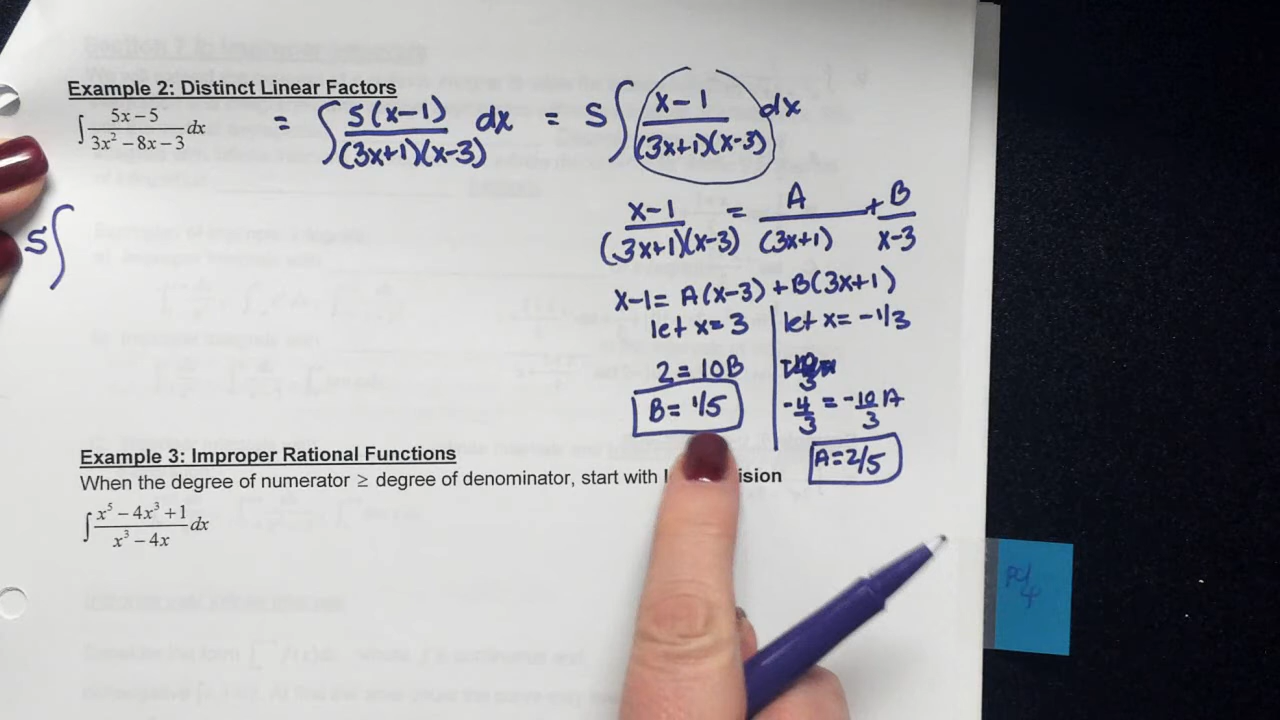 Example 2: Distinct Linear Factors
∫ (5x − 5)/(3x² − 8x − 3) dx = ∫ 5(x−1)/((3x+1)(x−3)) dx = 5∫ (x−1)/((3x+1)(x−3)) dx
5∫
(x−1)/((3x+1)(x−3)) = A/(3x+1) + B/(x−3)
x−1 = A(x−3) + B(3x+1)
let x = 3
2 = 10B
B = 1/5
let x = −1/3
−4/3 = −10/3 A
A = 2/5
Example 3: Improper Rational Functions
When the degree of numerator ≥ degree of denominator, start with
∫ (x⁵ − 4x³ + 1)/(x³ − 4x) dx